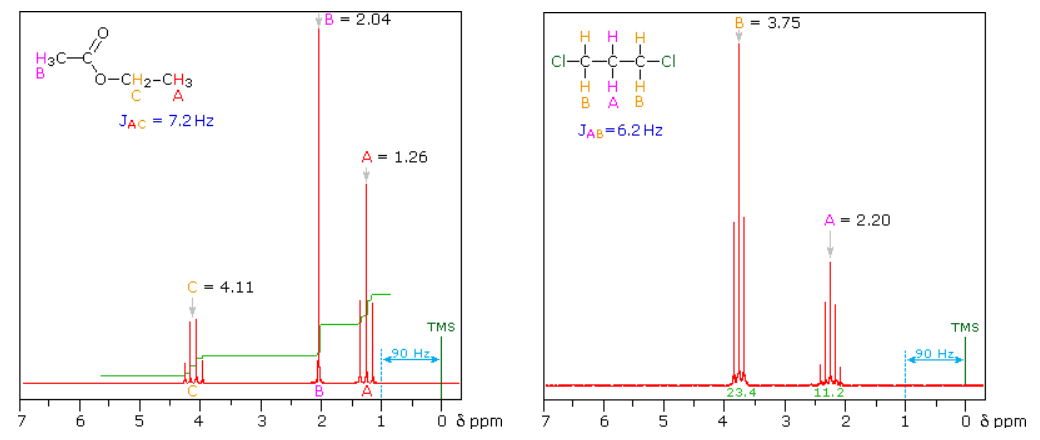 B = 2.04
O
H3C—C
B
O—CH2—CH3
C A
JAC = 7.2 Hz
A = 1.26
C = 4.11
TMS
90 Hz
C B A
7 6 5 4 3 2 1 0 δ ppm
B = 3.75
H H H
Cl—C—C—C—Cl
H H H
B A B
JAB=6.2 Hz
A = 2.20
TMS
90 Hz
23.4 11.2
7 6 5 4 3 2 1 0 δ ppm